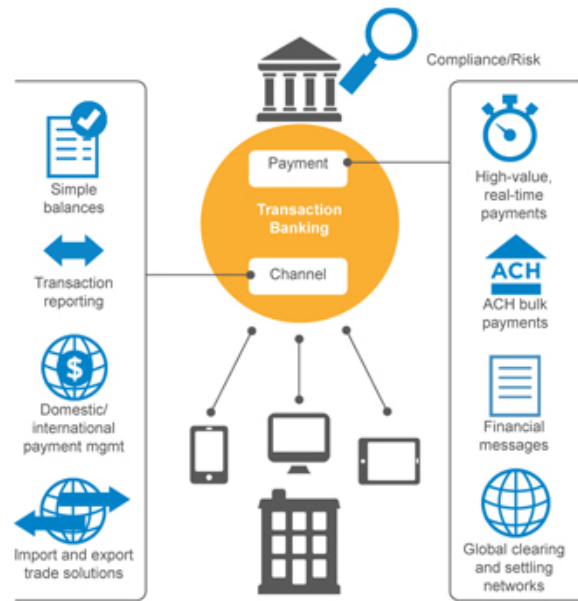 Compliance/Risk
Simple
balances
Transaction
reporting
$
Domestic/
international
payment mgmt
Import and export
trade solutions
Payment
Transaction
Banking
Channel
High-value,
real-time
payments
ACH
ACH bulk
payments
Financial
messages
Global clearing
and settling
networks